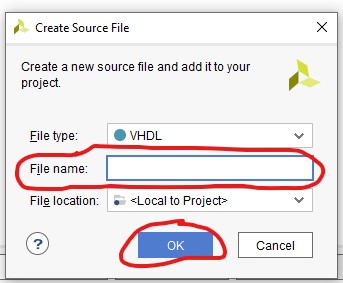 Create Source File
Create a new source file and add it to your
project.
File type: VHDL
File name:
File location: <Local to Project>
? OK Cancel